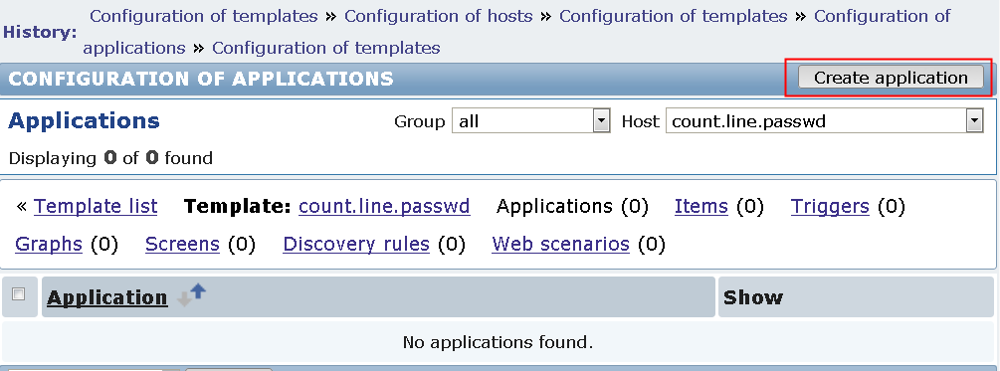 Configuration of templates » Configuration of hosts » Configuration of templates » Configuration of
History:
applications » Configuration of templates
CONFIGURATION OF APPLICATIONS Create application
Applications Group all Host count.line.passwd
Displaying 0 of 0 found
« Template list Template: count.line.passwd Applications (0) Items (0) Triggers (0)
Graphs (0) Screens (0) Discovery rules (0) Web scenarios (0)
Application Show
No applications found.